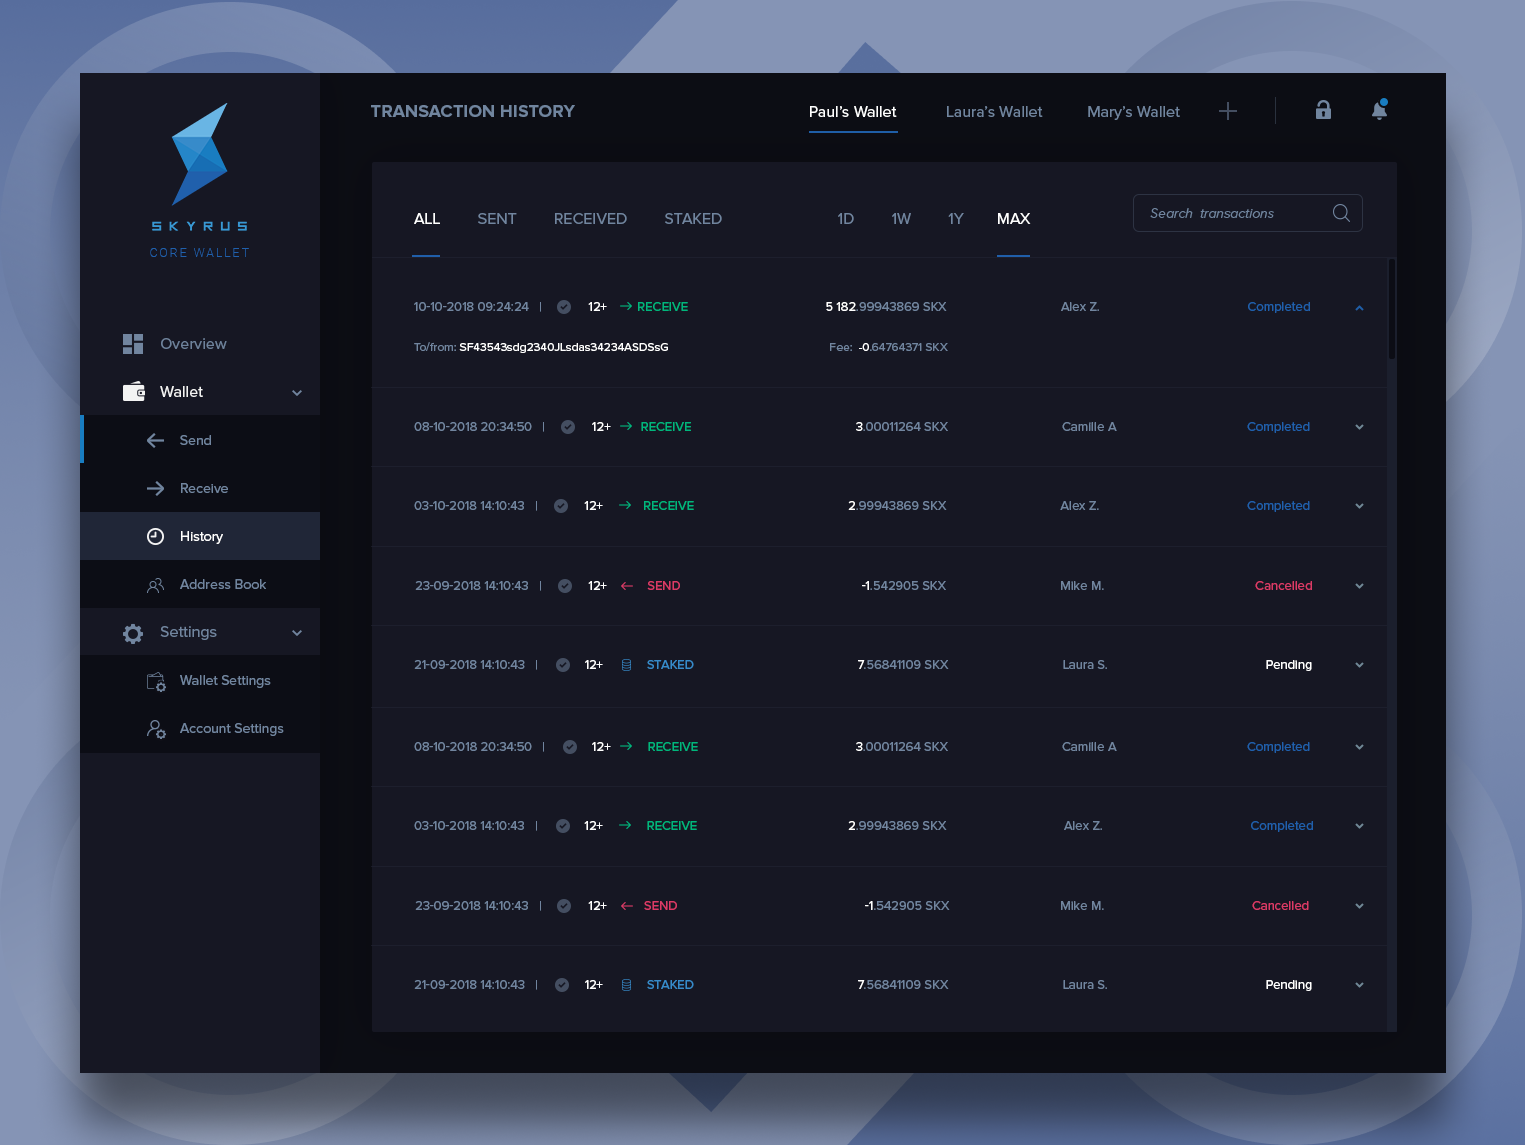 TRANSACTION HISTORY
Paul's Wallet
Laura's Wallet
Mary's Wallet
SKYRUS
CORE WALLET
Overview
Wallet
Send
Receive
History
Address Book
Settings
Wallet Settings
Account Settings
ALL SENT RECEIVED STAKED 1D 1W 1Y MAX Search transactions
10-10-2018 09:24:24 | 12+ RECEIVE 5 182.99943869 SKX Alex Z. Completed
To/from: SF43543sdg2340JLsdas34234ASDSsG Fee: -0.64764371 SKX
08-10-2018 20:34:50 | 12+ RECEIVE 3.00011264 SKX Camille A Completed
03-10-2018 14:10:43 | 12+ RECEIVE 2.99943869 SKX Alex Z. Completed
23-09-2018 14:10:43 | 12+ SEND -1.542905 SKX Mike M. Cancelled
21-09-2018 14:10:43 | 12+ STAKED 7.56841109 SKX Laura S. Pending
08-10-2018 20:34:50 | 12+ RECEIVE 3.00011264 SKX Camille A Completed
03-10-2018 14:10:43 | 12+ RECEIVE 2.99943869 SKX Alex Z. Completed
23-09-2018 14:10:43 | 12+ SEND -1.542905 SKX Mike M. Cancelled
21-09-2018 14:10:43 | 12+ STAKED 7.56841109 SKX Laura S. Pending